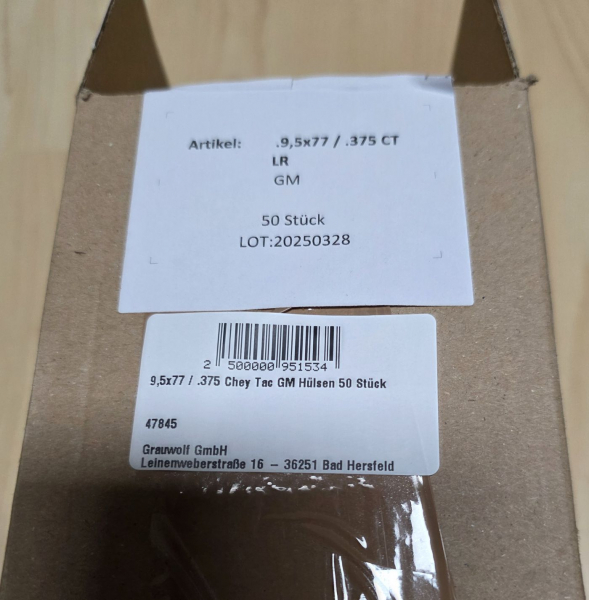 Artikel: .9,5x77 / .375 CT
LR
GM
50 Stück
LOT:20250328
2 500000 951534
9,5x77 / .375 Chey Tac GM Hülsen 50 Stück
47845
Grauwolf GmbH
Leinenweberstraße 16 – 36251 Bad Hersfeld